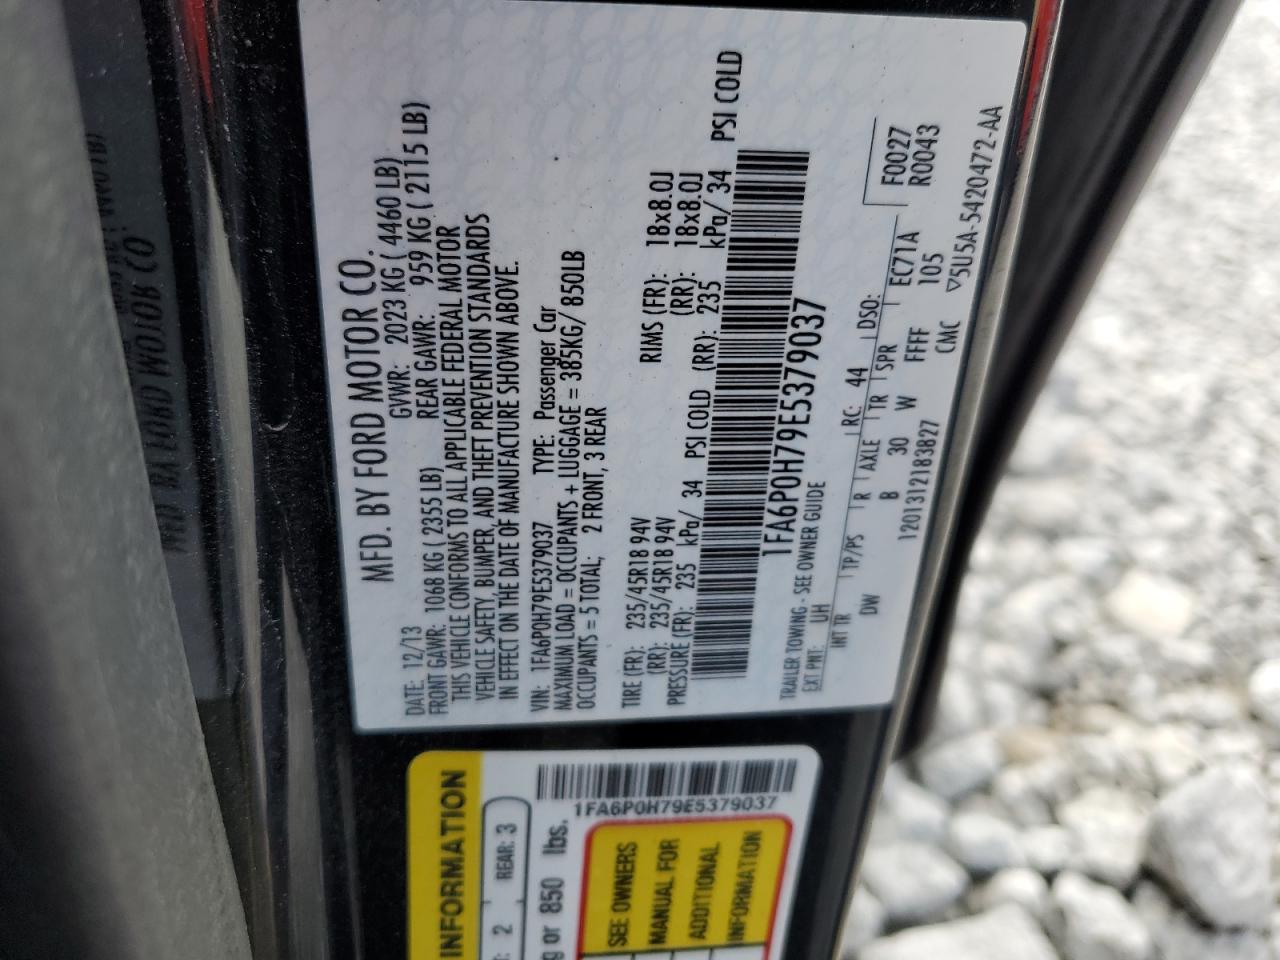 MFD. BY FORD MOTOR CO.
DATE: 12/13 GVWR: 2023 KG ( 4460 LB)
FRONT GAWR: 1068 KG ( 2355 LB) REAR GAWR: 959 KG ( 2115 LB)
THIS VEHICLE CONFORMS TO ALL APPLICABLE FEDERAL MOTOR
VEHICLE SAFETY, BUMPER, AND THEFT PREVENTION STANDARDS
IN EFFECT ON THE DATE OF MANUFACTURE SHOWN ABOVE.
VIN: 1FA6P0H79E5379037 TYPE: Passenger Car
MAXIMUM LOAD = OCCUPANTS + LUGGAGE = 385KG/ 850LB
OCCUPANTS = 5 TOTAL; 2 FRONT, 3 REAR
TIRE (FR): 235/45R18 94V RIMS (FR): 18x8.0J
(RR): 235/45R18 94V (RR): 18x8.0J
PRESSURE (FR): 235 kPa/ 34 PSI COLD (RR): 235 kPa/ 34 PSI COLD
1FA6P0H79E5379037
TRAILER TOWING - SEE OWNER GUIDE
EXT PNT: UH RC: 44 DSO: F0027
R0043
INT TR TP/PS R AXLE TR SPR EC71A
DW B 30 W FFFF 105
1201312183827 CMC ▽5U5A-5420472-AA
INFORMATION
2 REAR: 3
or 850 lbs.
1FA6P0H79E5379037
SEE OWNERS
MANUAL FOR
ADDITIONAL
INFORMATION